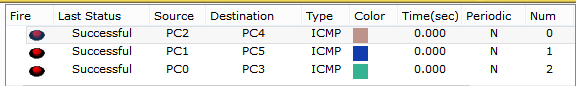 Fire Last Status Source Destination Type Color Time(sec) Periodic Num
Successful PC2 PC4 ICMP 0.000 N 0
Successful PC1 PC5 ICMP 0.000 N 1
Successful PC0 PC3 ICMP 0.000 N 2